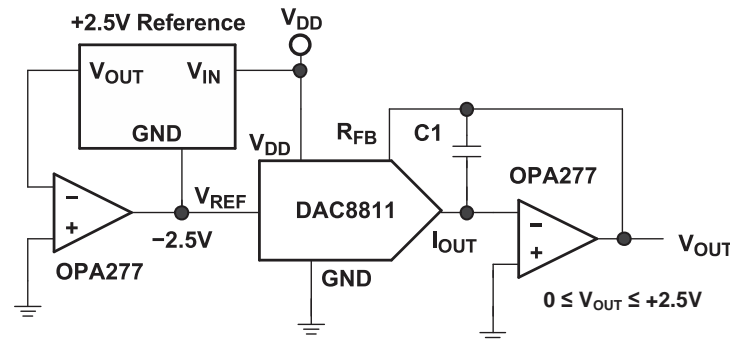 +2.5V Reference
VDD
VOUT
VIN
GND
VDD
RFB
C1
OPA277
−
+
VREF
−2.5V
DAC8811
IOUT
−
+
VOUT
OPA277
GND
0 ≤ VOUT ≤ +2.5V